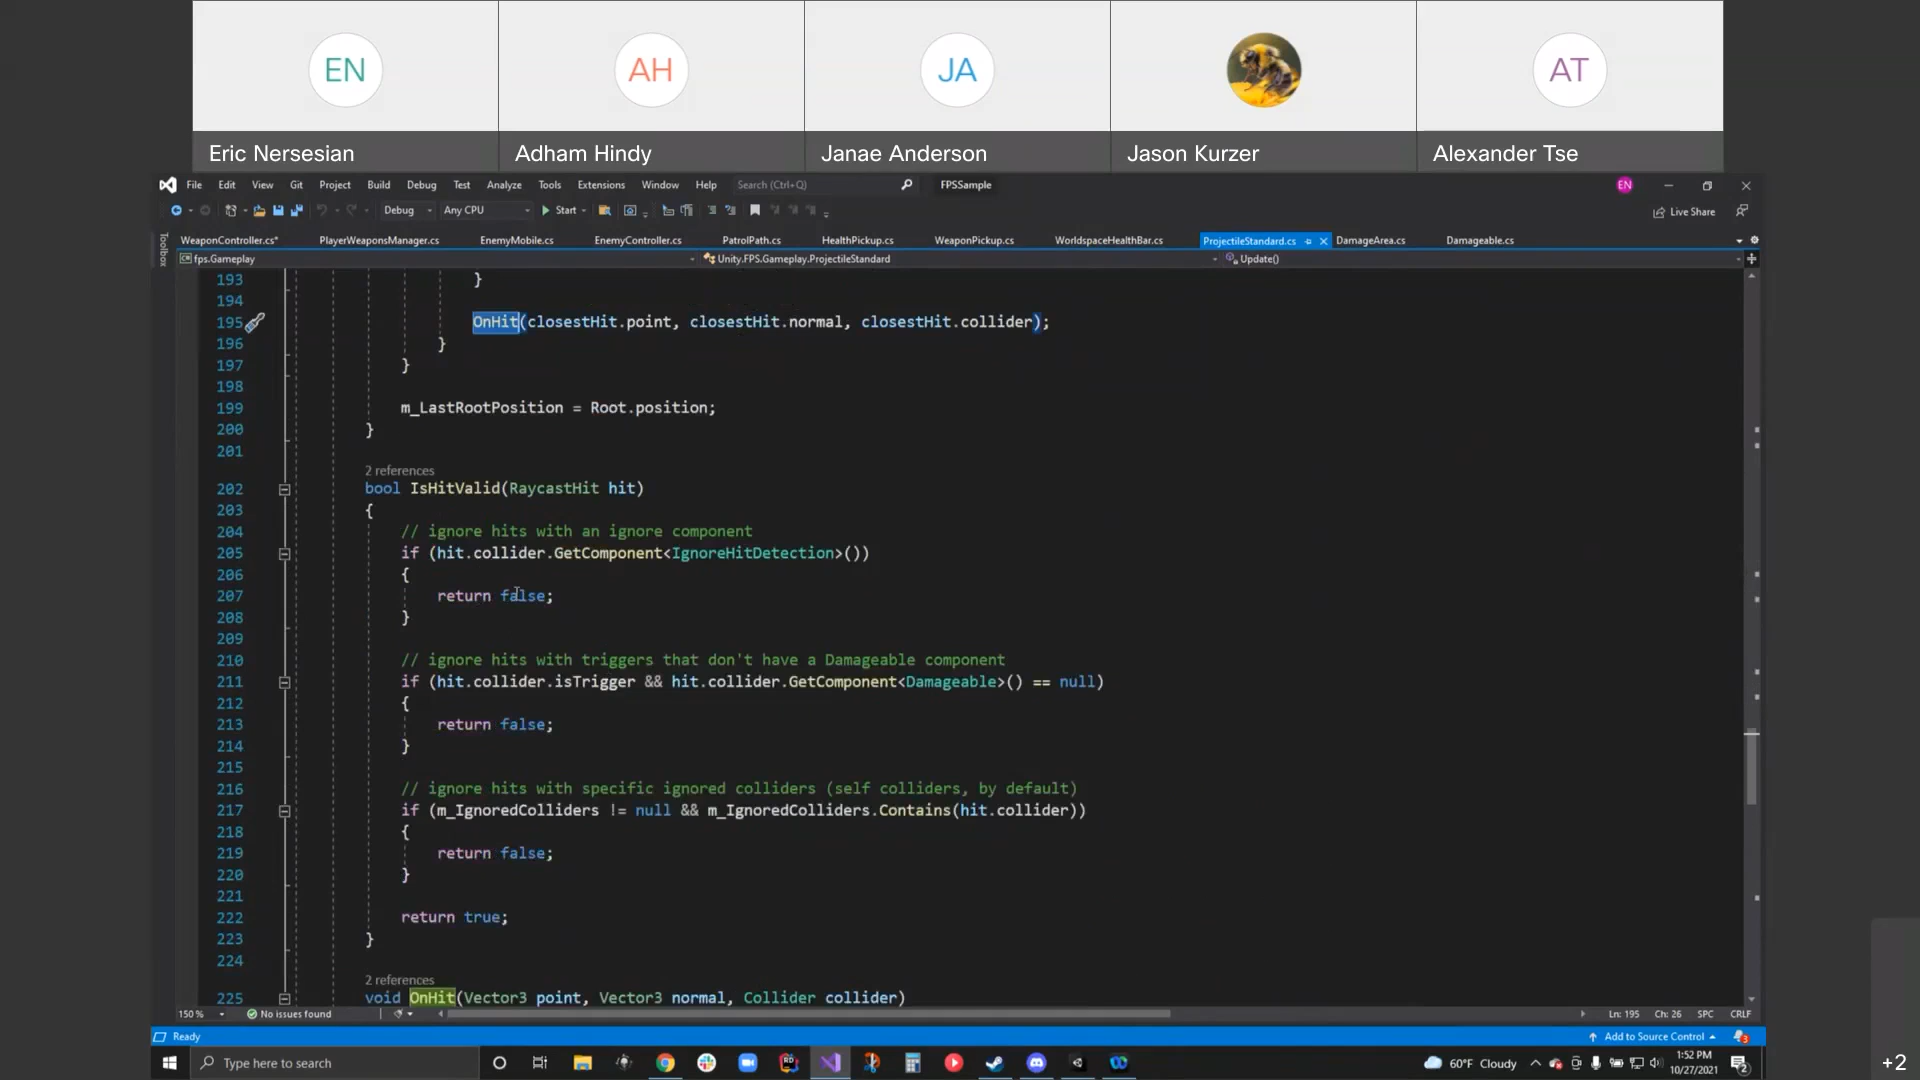 EN
AH
JA
AT
Eric Nersesian
Adham Hindy
Janae Anderson
Jason Kurzer
Alexander Tse
File Edit View Git Project Build Debug Test Analyze Tools Extensions Window Help Search (Ctrl+Q) FPSSample EN
Debug Any CPU Start Live Share
Toolbox
WeaponController.cs* PlayerWeaponsManager.cs EnemyMobile.cs EnemyController.cs PatrolPath.cs HealthPickup.cs WeaponPickup.cs WorldspaceHealthBar.cs ProjectileStandard.cs DamageArea.cs Damageable.cs
fps.Gameplay Unity.FPS.Gameplay.ProjectileStandard Update()
193 }
194
195 OnHit(closestHit.point, closestHit.normal, closestHit.collider);
196 }
197 }
198
199 m_LastRootPosition = Root.position;
200 }
201
2 references
202 bool IsHitValid(RaycastHit hit)
203 {
204 // ignore hits with an ignore component
205 if (hit.collider.GetComponent<IgnoreHitDetection>())
206 {
207 return false;
208 }
209
210 // ignore hits with triggers that don't have a Damageable component
211 if (hit.collider.isTrigger && hit.collider.GetComponent<Damageable>() == null)
212 {
213 return false;
214 }
215
216 // ignore hits with specific ignored colliders (self colliders, by default)
217 if (m_IgnoredColliders != null && m_IgnoredColliders.Contains(hit.collider))
218 {
219 return false;
220 }
221
222 return true;
223 }
224
2 references
225 void OnHit(Vector3 point, Vector3 normal, Collider collider)
150 % No issues found Ln: 195 Ch: 26 SPC CRLF
Ready Add to Source Control 3
Type here to search 60°F Cloudy 1:52 PM
10/27/2021 2
+2